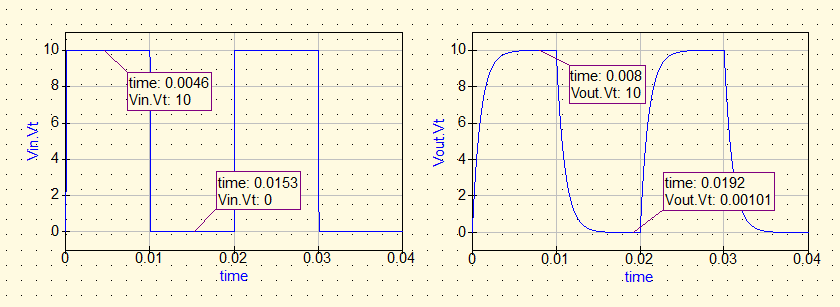 10
8
6
4
2
0
Vin.Vt
time: 0.0046
Vin.Vt: 10
time: 0.0153
Vin.Vt: 0
0
0.01
0.02
0.03
0.04
time
10
8
6
4
2
0
Vout.Vt
time: 0.008
Vout.Vt: 10
time: 0.0192
Vout.Vt: 0.00101
0
0.01
0.02
0.03
0.04
time